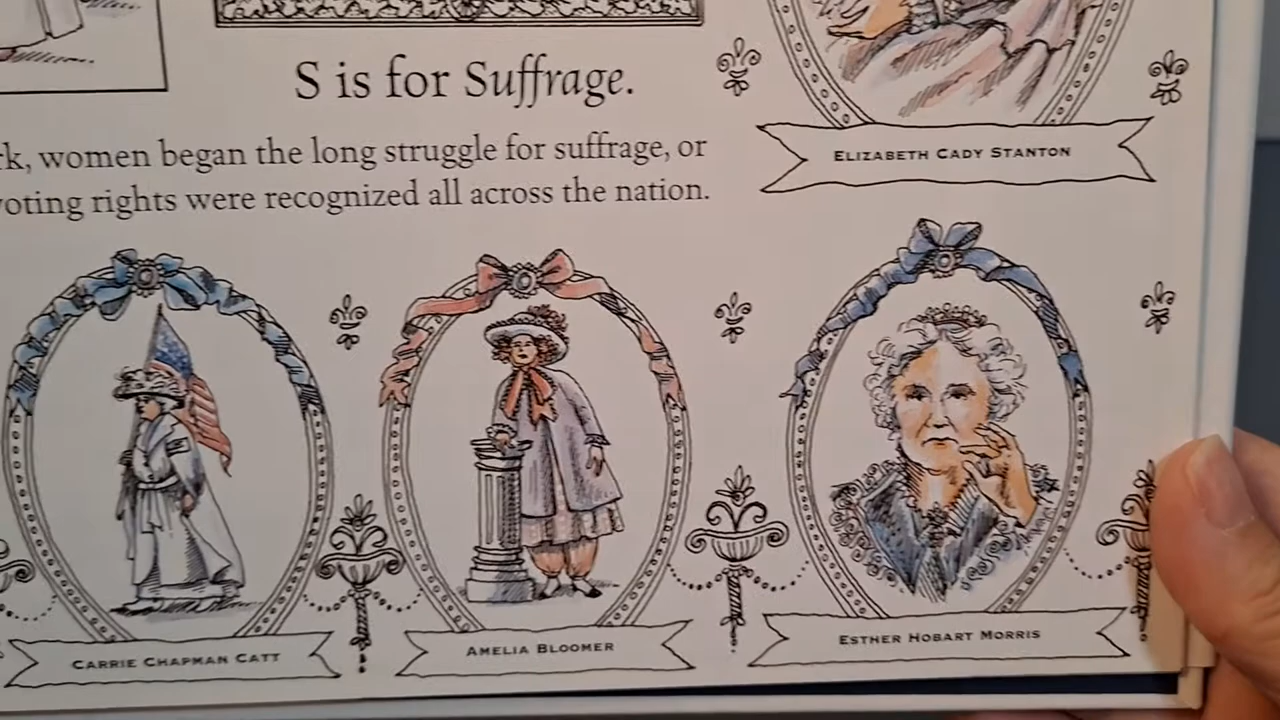 S is for Suffrage.
women began the long struggle for suffrage, or
voting rights were recognized all across the nation.
ELIZABETH CADY STANTON
CARRIE CHAPMAN CATT
AMELIA BLOOMER
ESTHER HOBART MORRIS